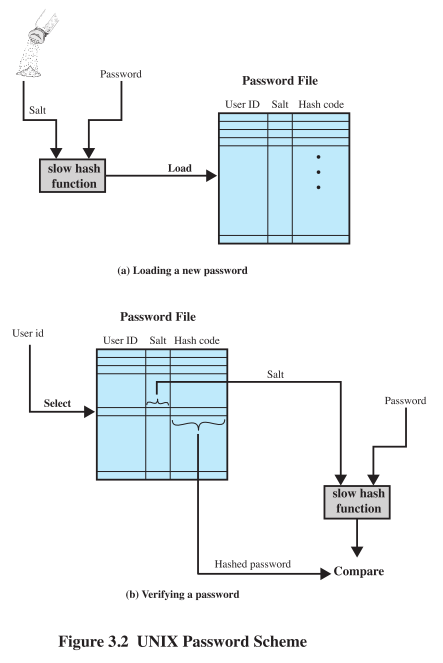 Password
Password File
User ID Salt Hash code
Salt
slow hash
function
Load
(a) Loading a new password
Password File
User id
User ID Salt Hash code
Salt
Select
Password
slow hash
function
Hashed password
Compare
(b) Verifying a password
Figure 3.2 UNIX Password Scheme